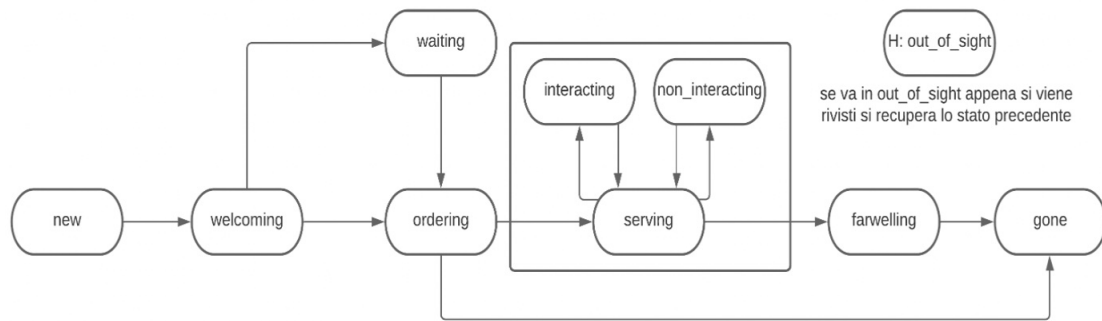 waiting
H: out_of_sight
interacting
non_interacting
se va in out_of_sight appena si viene
rivisti si recupera lo stato precedente
new
welcoming
ordering
serving
farwelling
gone